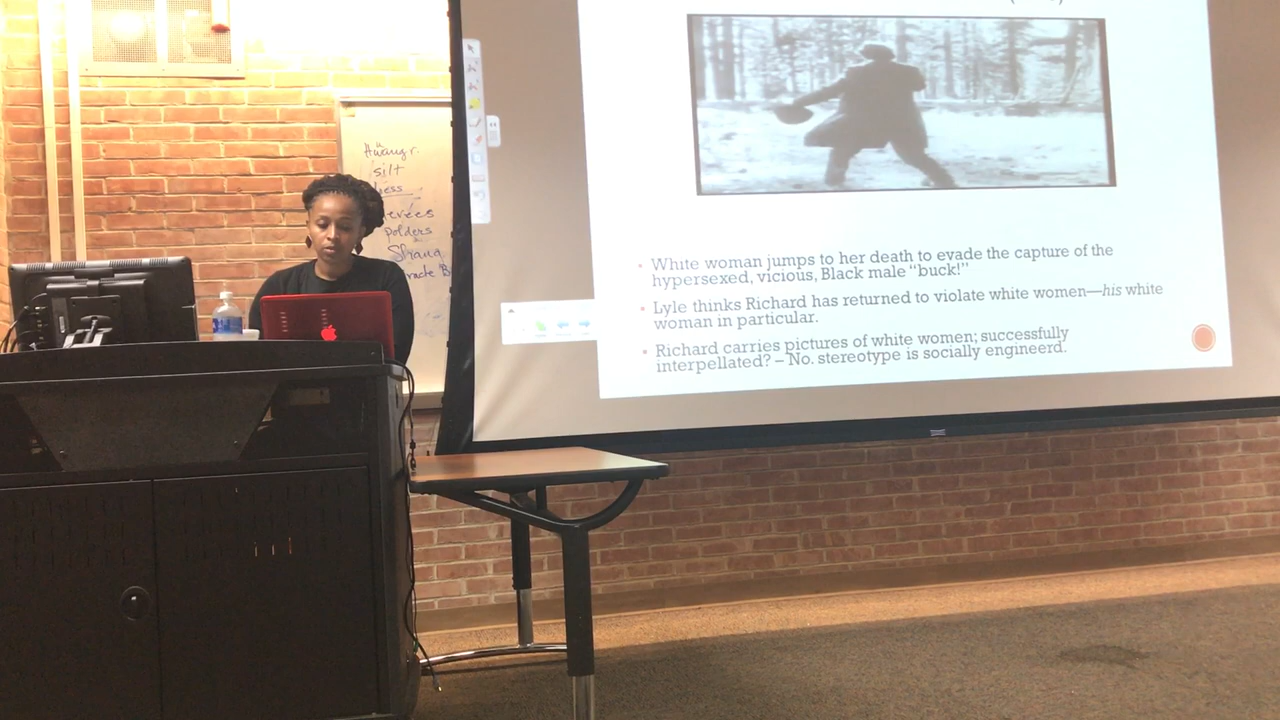 Hwang r.
silt
polders
White woman jumps to her death to evade the capture of the
hypersexed, vicious, Black male "buck!"
Lyle thinks Richard has returned to violate white women—his white
woman in particular.
Richard carries pictures of white women; successfully
interpellated? – No. stereotype is socially engineerd.